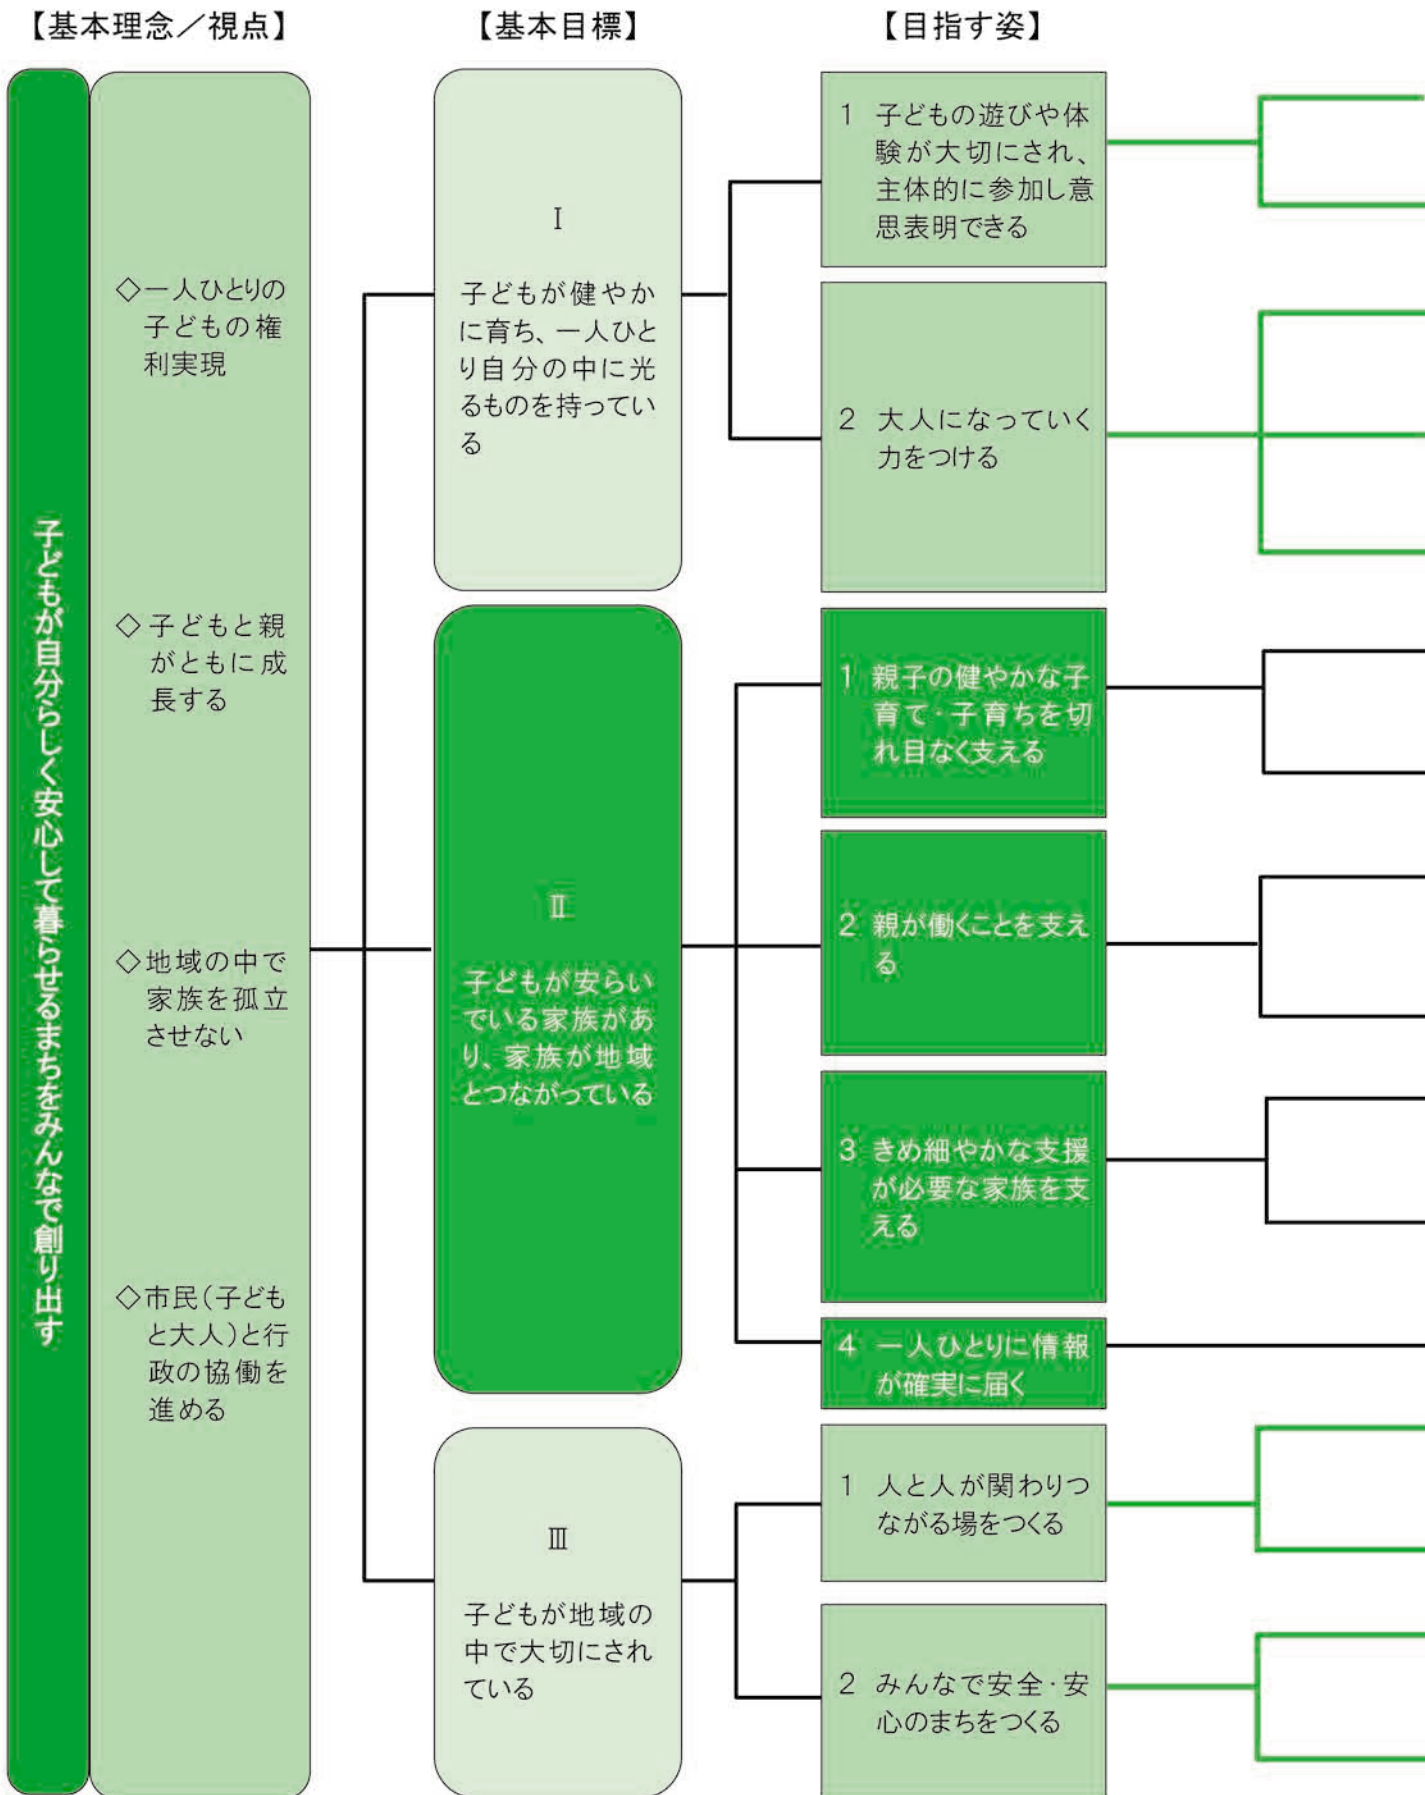 【基本理念／視点】
【基本目標】
【目指す姿】
子どもが自分らしく安心して暮らせるまちをみんなで創り出す
◇一人ひとりの
子どもの権
利実現
◇子どもと親
がともに成
長する
◇地域の中で
家族を孤立
させない
◇市民（子ども
と大人）と行
政の協働を
進める
Ⅰ
子どもが健やか
に育ち、一人ひと
り自分の中に光
るものを持ってい
る
1 子どもの遊びや体
験が大切にされ、
主体的に参加し意
思表明できる
2 大人になっていく
力をつける
Ⅱ
子どもが安らい
でいる家族があ
り、家族が地域
とつながっている
1 親子の健やかな子
育て・子育ちを切
れ目なく支える
2 親が働くことを支え
る
3 きめ細やかな支援
が必要な家族を支
える
4 一人ひとりに情報
が確実に届く
Ⅲ
子どもが地域の
中で大切にされ
ている
1 人と人が関わりつ
ながる場をつくる
2 みんなで安全・安
心のまちをつくる